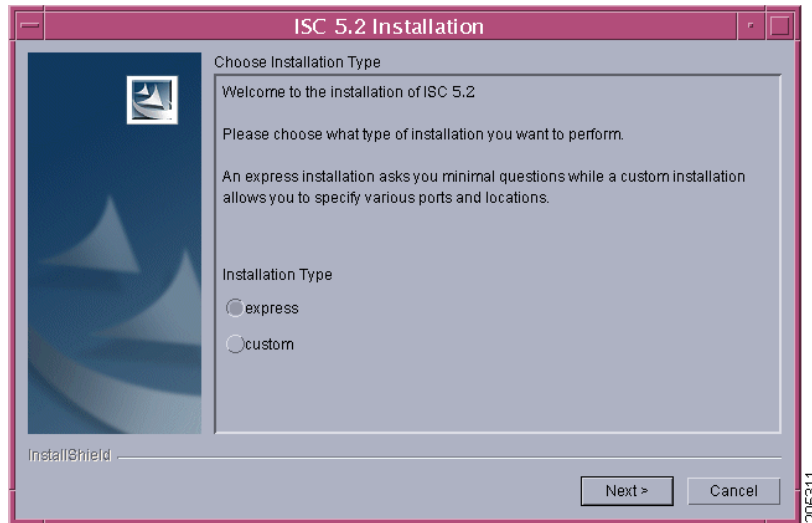 ISC 5.2 Installation
Choose Installation Type
Welcome to the installation of ISC 5.2
Please choose what type of installation you want to perform.
An express installation asks you minimal questions while a custom installation
allows you to specify various ports and locations.
Installation Type
express
custom
InstallShield
Next >
Cancel